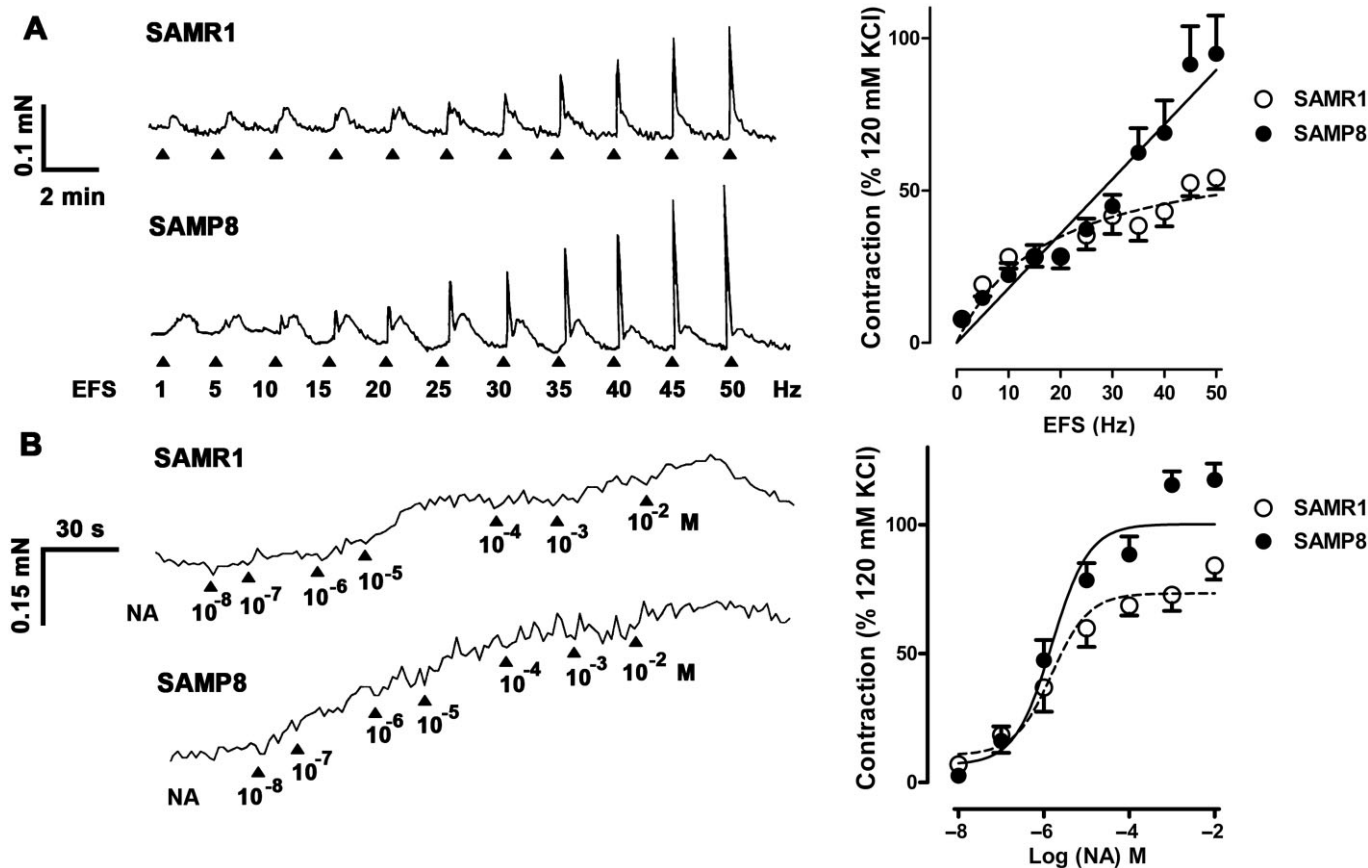 A
SAMR1
0.1 mN
2 min
SAMP8
EFS 1 5 10 15 20 25 30 35 40 45 50 Hz
Contraction (% 120 mM KCl)
100
50
0
0 10 20 30 40 50
EFS (Hz)
SAMR1
SAMP8
B
SAMR1
30 s
0.15 mN
NA 10⁻⁸ 10⁻⁷ 10⁻⁶ 10⁻⁵ 10⁻⁴ 10⁻³ 10⁻² M
SAMP8
NA 10⁻⁸ 10⁻⁷ 10⁻⁶ 10⁻⁵ 10⁻⁴ 10⁻³ 10⁻² M
Contraction (% 120 mM KCl)
100
50
0
−8 −6 −4 −2
Log (NA) M
SAMR1
SAMP8